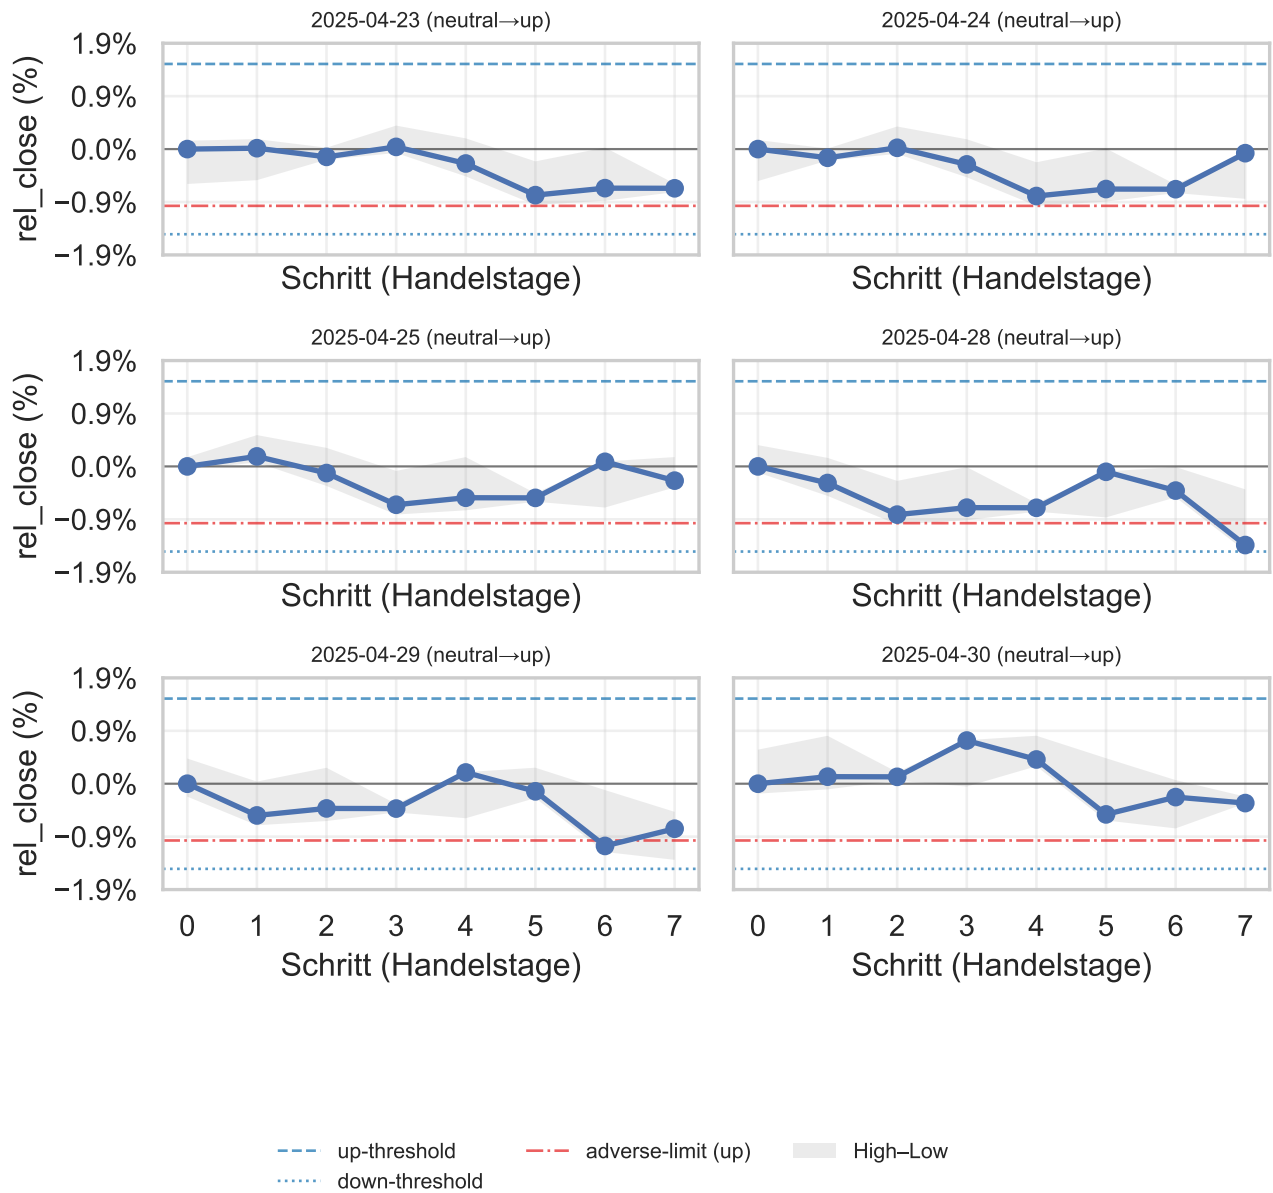 2025-04-23 (neutral→up)
2025-04-24 (neutral→up)
rel_close (%)
1.9%
0.9%
0.0%
−0.9%
−1.9%
Schritt (Handelstage)
Schritt (Handelstage)
2025-04-25 (neutral→up)
2025-04-28 (neutral→up)
rel_close (%)
1.9%
0.9%
0.0%
−0.9%
−1.9%
Schritt (Handelstage)
Schritt (Handelstage)
2025-04-29 (neutral→up)
2025-04-30 (neutral→up)
rel_close (%)
1.9%
0.9%
0.0%
−0.9%
−1.9%
0 1 2 3 4 5 6 7
0 1 2 3 4 5 6 7
Schritt (Handelstage)
Schritt (Handelstage)
up-threshold
adverse-limit (up)
High–Low
down-threshold